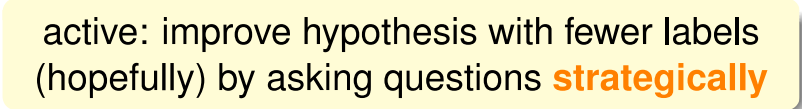 active: improve hypothesis with fewer labels
(hopefully) by asking questions strategically